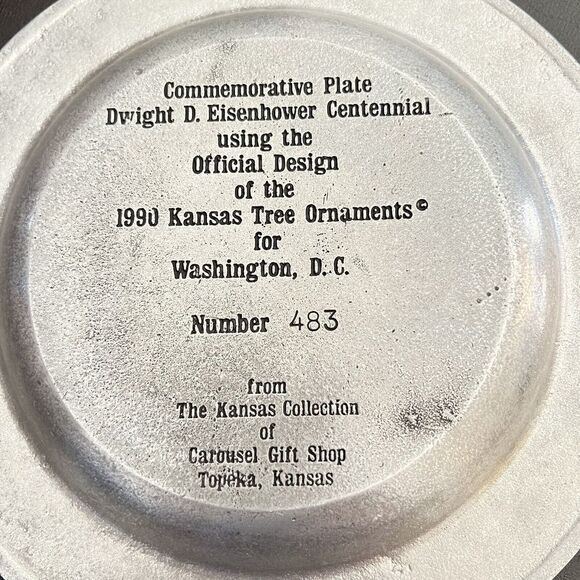 Commemorative Plate
Dwight D. Eisenhower Centennial
using the
Official Design
of the
1990 Kansas Tree Ornaments©
for
Washington, D.C.
Number 483
from
The Kansas Collection
of
Carousel Gift Shop
Topeka, Kansas